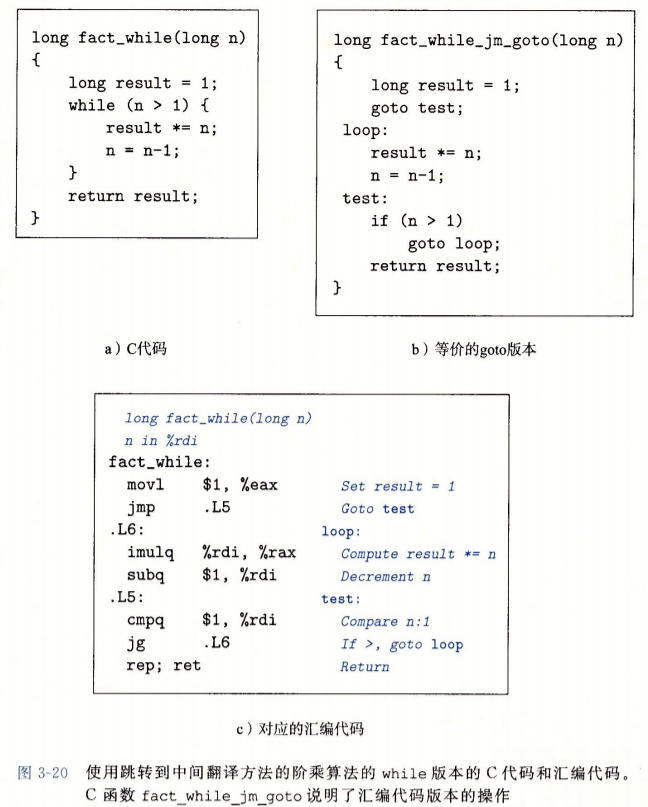 long fact_while(long n)
{
    long result = 1;
    while (n > 1) {
        result *= n;
        n = n-1;
    }
    return result;
}
a) C代码
long fact_while_jm_goto(long n)
{
    long result = 1;
    goto test;
 loop:
    result *= n;
    n = n-1;
 test:
    if (n > 1)
        goto loop;
    return result;
}
b) 等价的goto版本
long fact_while(long n)
n in %rdi
fact_while:
  movl    $1, %eax    Set result = 1
  jmp     .L5    Goto test
.L6:    loop:
  imulq   %rdi, %rax    Compute result *= n
  subq    $1, %rdi    Decrement n
.L5:    test:
  cmpq    $1, %rdi    Compare n:1
  jg      .L6    If >, goto loop
  rep; ret    Return
c) 对应的汇编代码
图 3-20 使用跳转到中间翻译方法的阶乘算法的 while 版本的 C 代码和汇编代码。
C 函数 fact_while_jm_goto 说明了汇编代码版本的操作